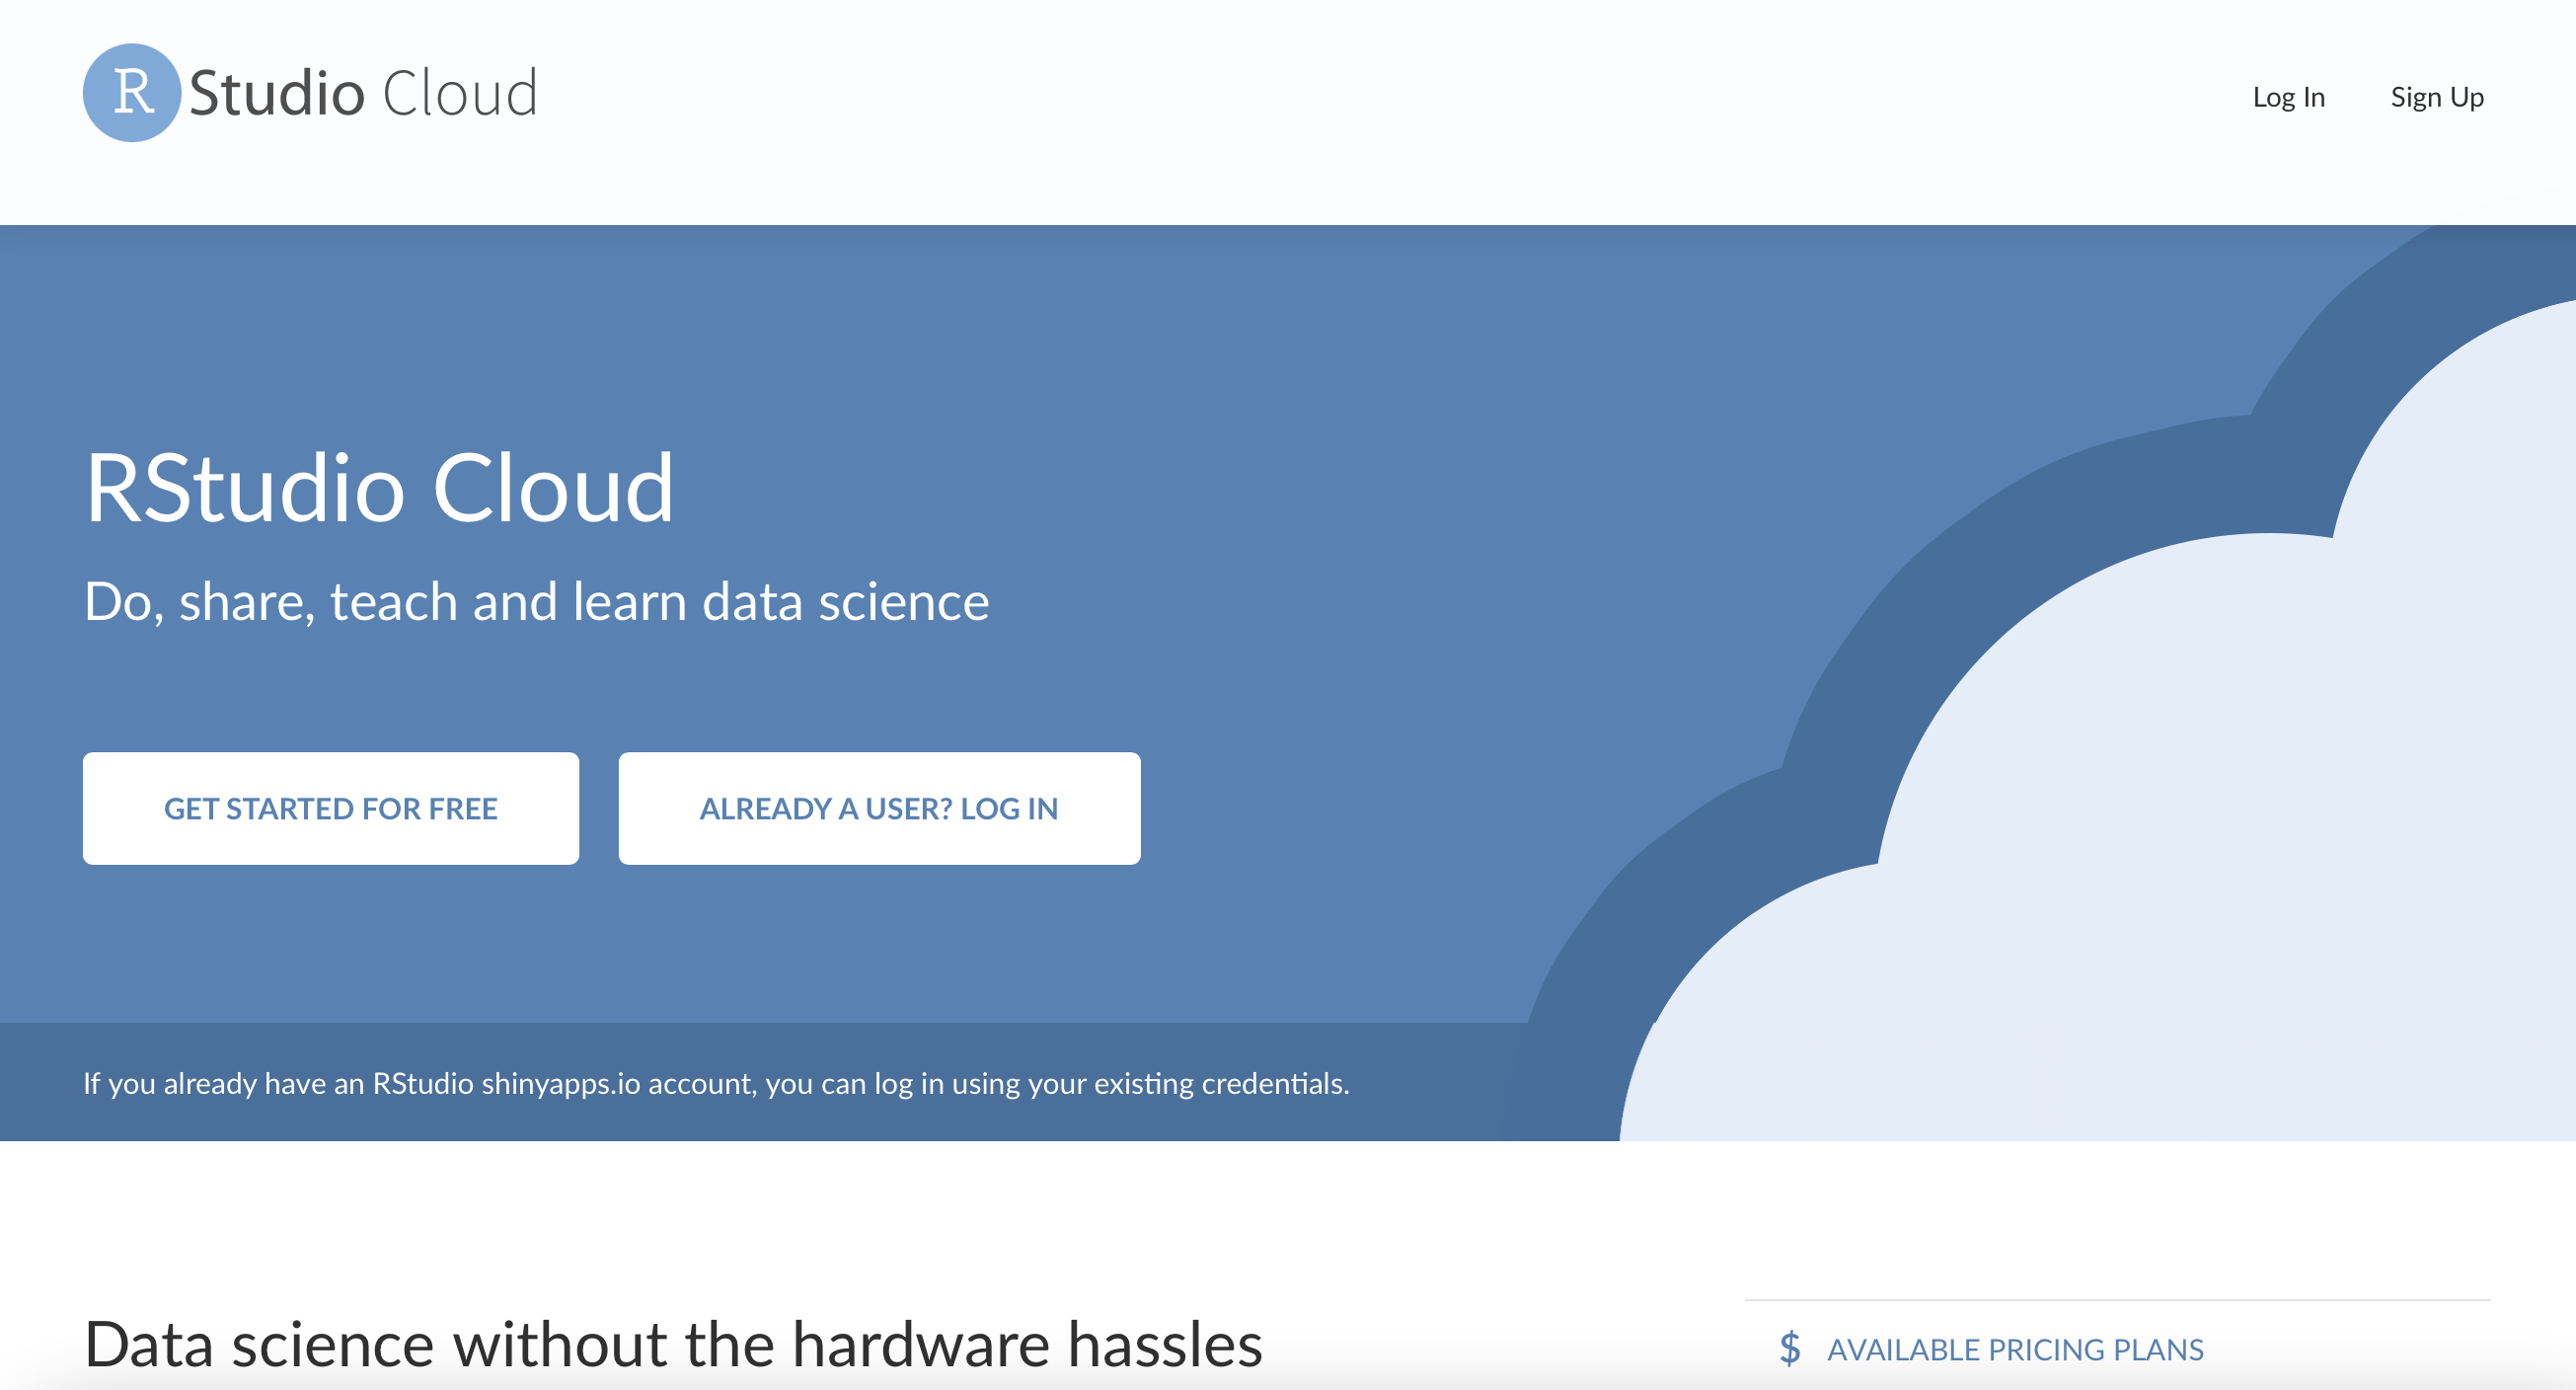 RStudio Cloud
Log In
Sign Up
RStudio Cloud
Do, share, teach and learn data science
GET STARTED FOR FREE
ALREADY A USER? LOG IN
If you already have an RStudio shinyapps.io account, you can log in using your existing credentials.
Data science without the hardware hassles
$ AVAILABLE PRICING PLANS